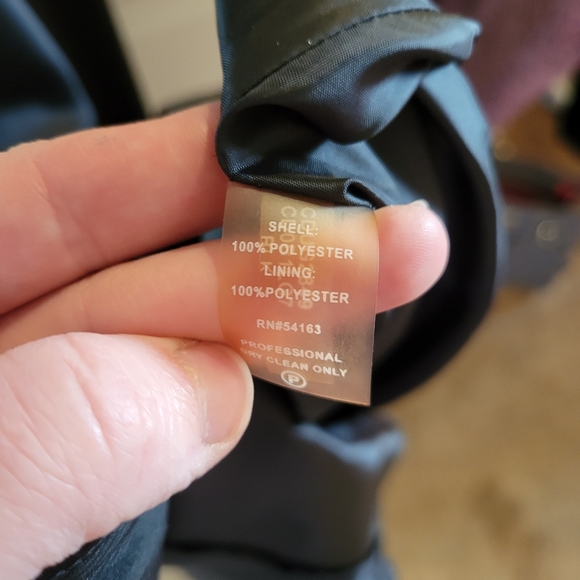 SHELL:
100% POLYESTER
LINING:
100%POLYESTER
RN#54163
PROFESSIONAL
DRY CLEAN ONLY
P